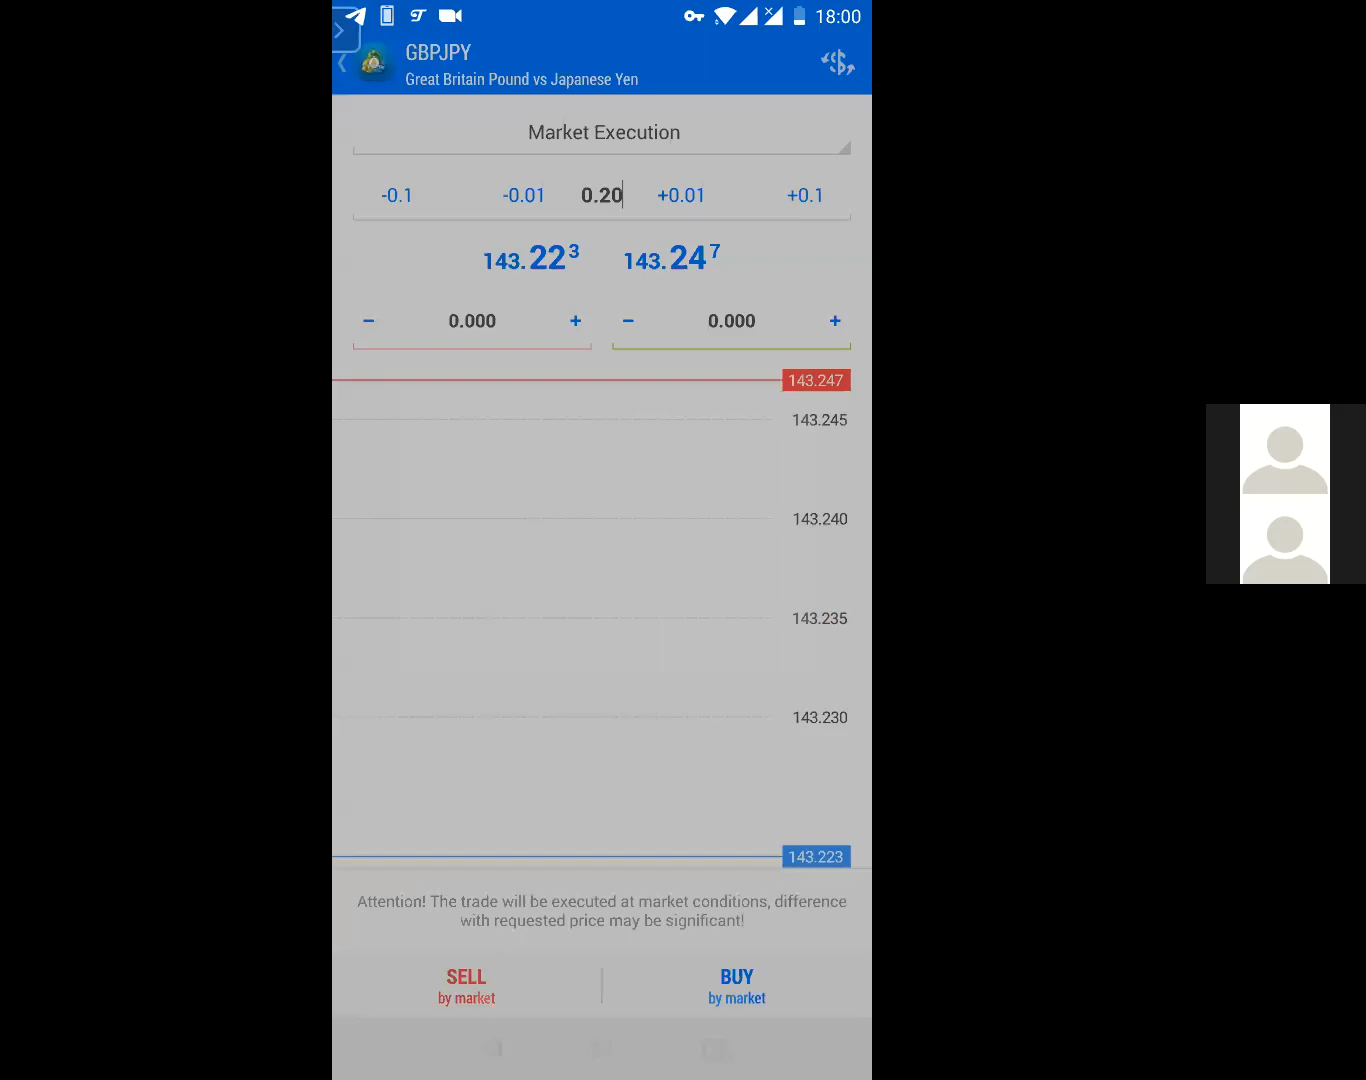 18:00
GBPJPY
Great Britain Pound vs Japanese Yen
Market Execution
-0.1 -0.01 0.20 +0.01 +0.1
143.22³ 143.24⁷
− 0.000 + − 0.000 +
143.247
143.245
143.240
143.235
143.230
143.223
Attention! The trade will be executed at market conditions, difference
with requested price may be significant!
SELL BUY
by market by market